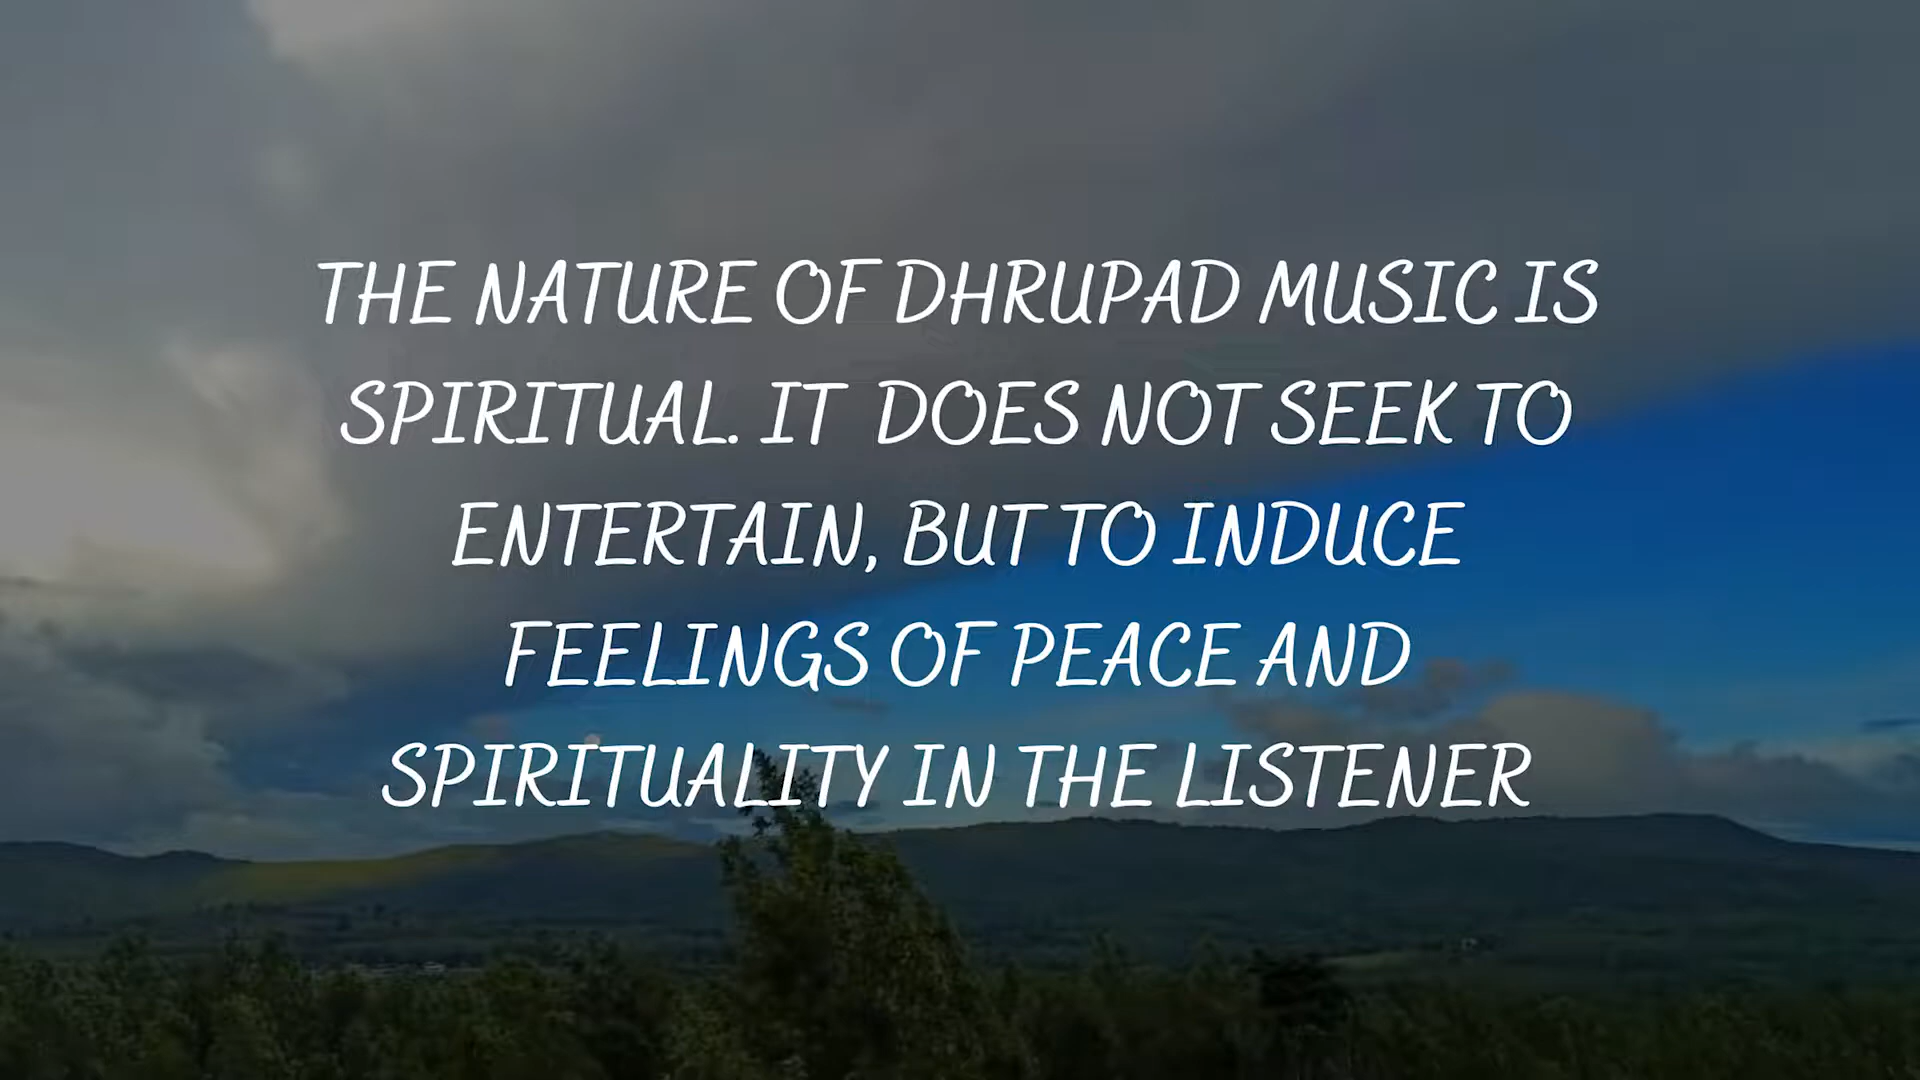 THE NATURE OF DHRUPAD MUSIC IS
SPIRITUAL. IT DOES NOT SEEK TO
ENTERTAIN, BUT TO INDUCE
FEELINGS OF PEACE AND
SPIRITUALITY IN THE LISTENER